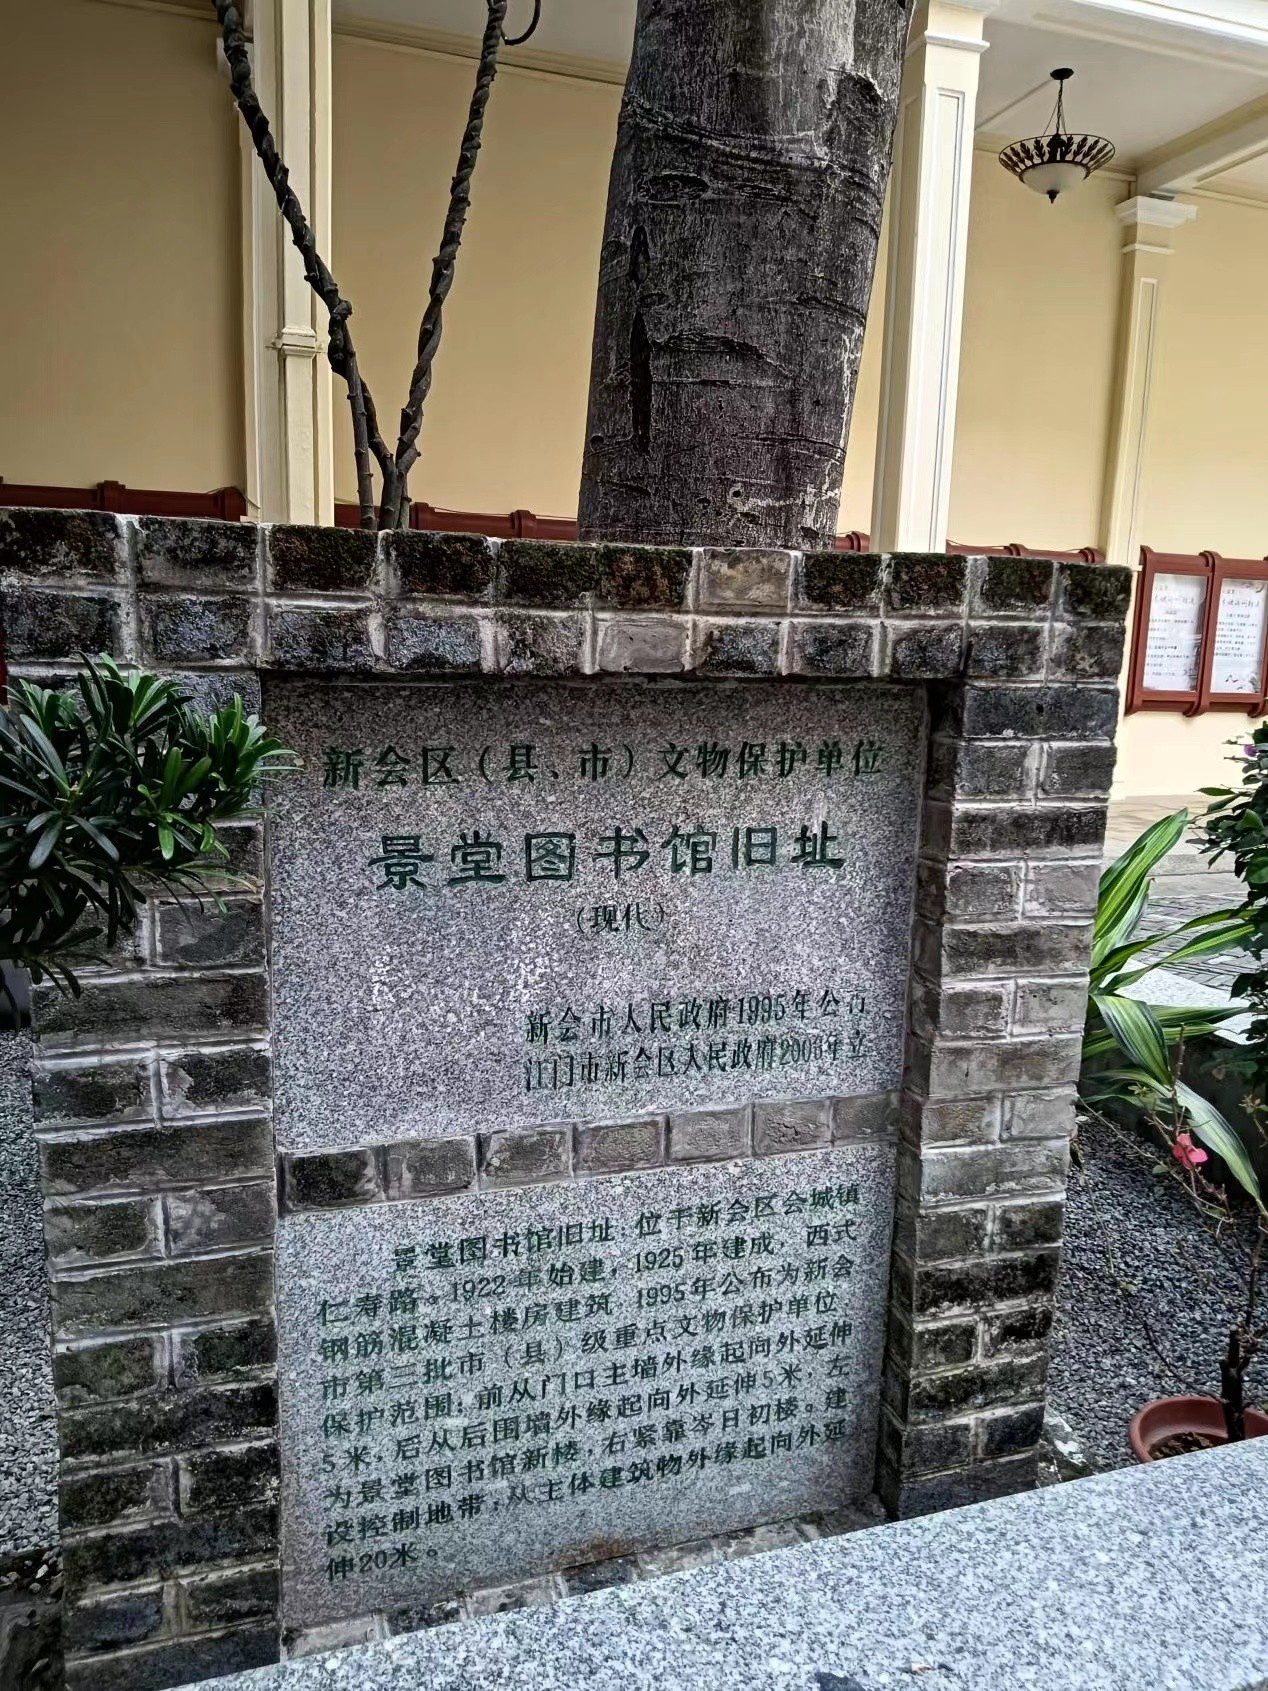 新会区（县、市）文物保护单位
景堂图书馆旧址
（现代）
新会市人民政府1995年公布
江门市新会区人民政府2003年立
景堂图书馆旧址：位于新会区会城镇
仁寿路。1922年始建，1925年建成，西式
钢筋混凝土楼房建筑，1995年公布为新会
市第三批市（县）级重点文物保护单位，
保护范围：前从门口主墙外缘起向外延伸
5米，后从后围墙外缘起向外延伸5米，左
为景堂图书馆新楼，右紧靠岑日初楼。建
设控制地带：从主体建筑物外缘起向外延
伸20米。